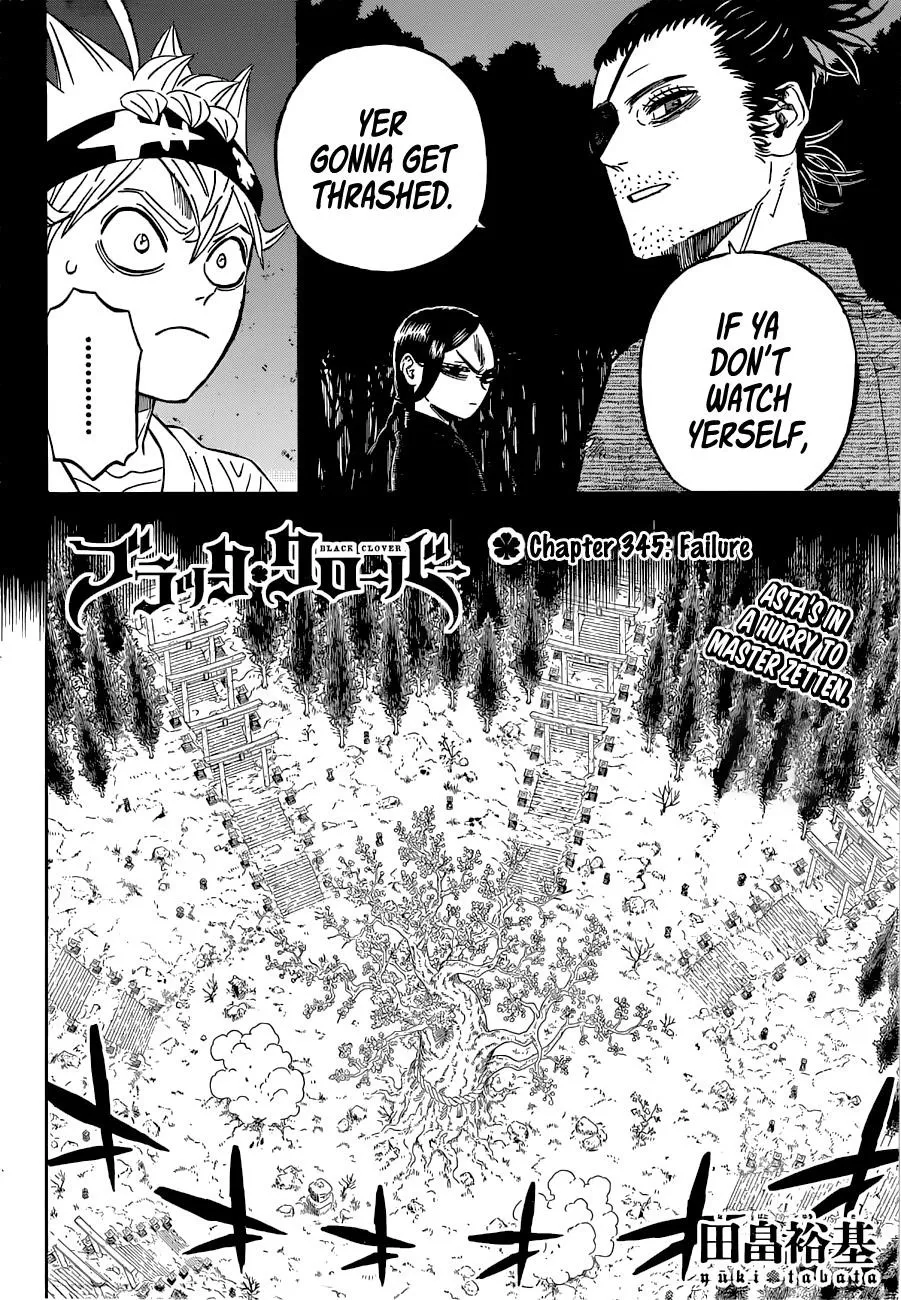 IF YA
DON'T
WATCH
YERSELF,
YER
GONNA GET
THRASHED.
..........
ブラッククローバー
BLACK CLOVER
Chapter 345: Failure
ASTA'S IN
A HURRY TO
MASTER ZETTEN.
田畠裕基
yūki tabata